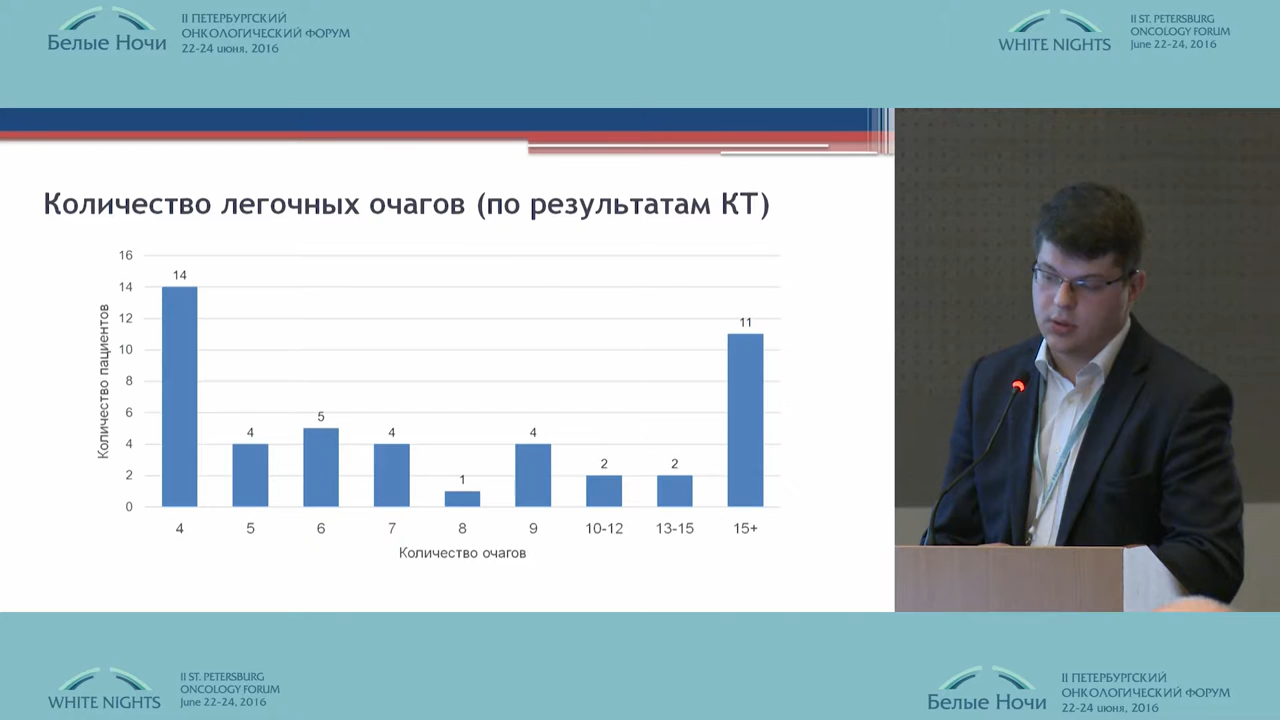 Белые Ночи
II ПЕТЕРБУРГСКИЙ
ОНКОЛОГИЧЕСКИЙ ФОРУМ
22-24 июня, 2016
WHITE NIGHTS
II ST. PETERSBURG
ONCOLOGY FORUM
June 22-24, 2016
Количество легочных очагов (по результатам КТ)
Количество пациентов
16
14
12
10
8
6
4
2
0
14
4
5
4
1
4
2
2
11
4 5 6 7 8 9 10-12 13-15 15+
Количество очагов
WHITE NIGHTS
II ST. PETERSBURG
ONCOLOGY FORUM
June 22-24, 2016
Белые Ночи
II ПЕТЕРБУРГСКИЙ
ОНКОЛОГИЧЕСКИЙ ФОРУМ
22-24 июня, 2016